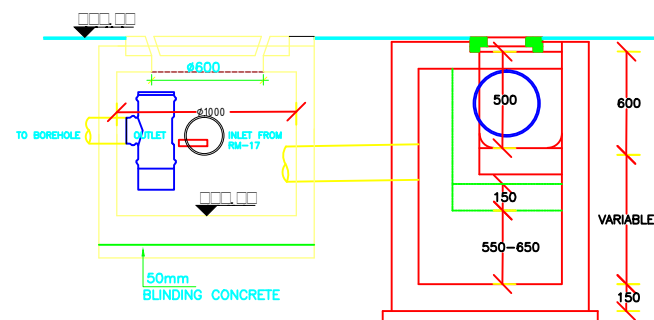 ø600
ø1000
TO BOREHOLE
OUTLET
INLET FROM
RM-17
50mm
BLINDING CONCRETE
500
600
150
VARIABLE
550-650
150